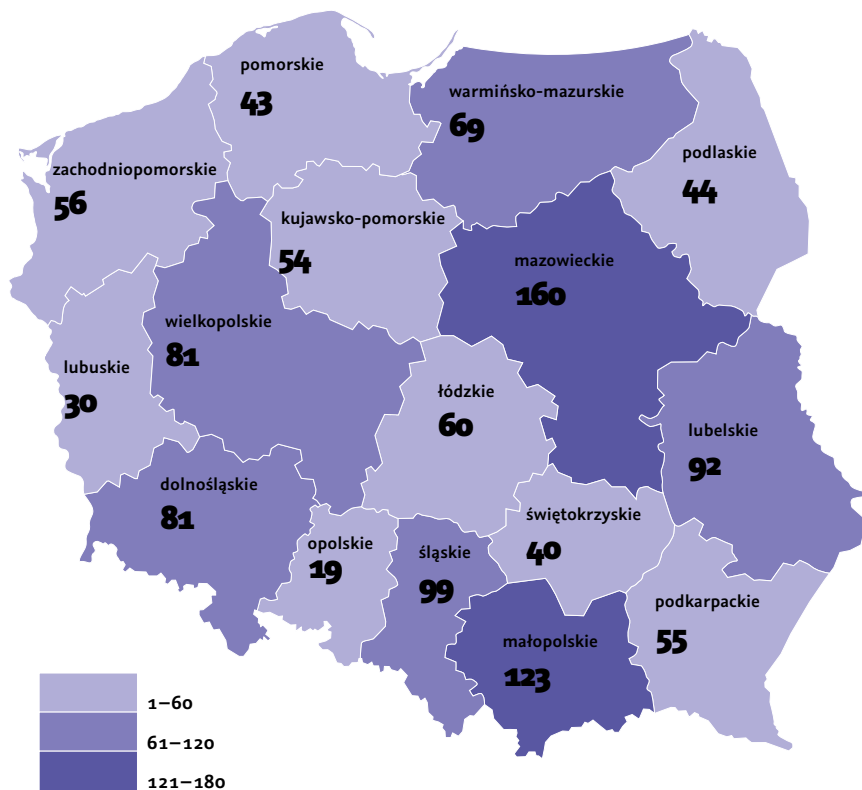 pomorskie
43
warmińsko-mazurskie
69
podlaskie
44
zachodniopomorskie
56
kujawsko-pomorskie
54
mazowieckie
160
wielkopolskie
81
lubuskie
30
łódzkie
60
lubelskie
92
dolnośląskie
81
opolskie
19
śląskie
99
świętokrzyskie
40
podkarpackie
55
małopolskie
123
1–60
61–120
121–180